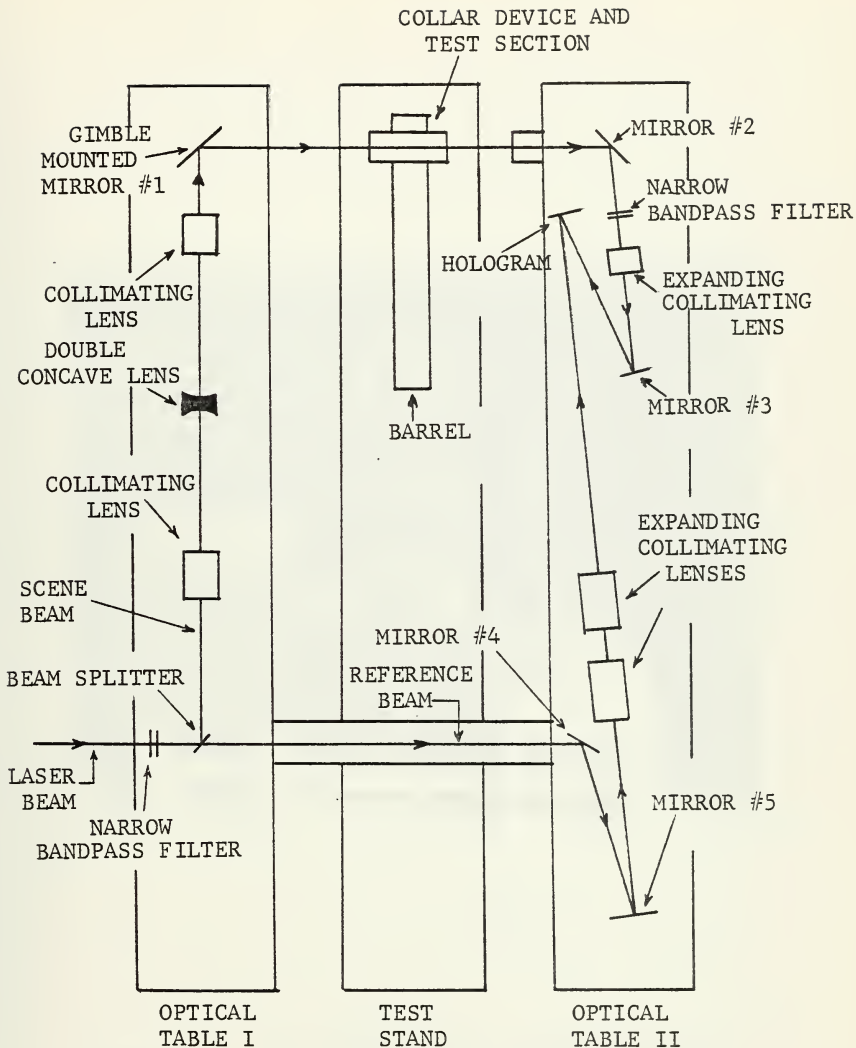 COLLAR DEVICE AND
TEST SECTION
GIMBLE
MOUNTED
MIRROR #1
MIRROR #2
NARROW
BANDPASS FILTER
HOLOGRAM
EXPANDING
COLLIMATING
LENS
COLLIMATING
LENS
DOUBLE
CONCAVE LENS
MIRROR #3
BARREL
COLLIMATING
LENS
EXPANDING
COLLIMATING
LENSES
SCENE
BEAM
MIRROR #4
BEAM SPLITTER
REFERENCE
BEAM
LASER
BEAM
NARROW
BANDPASS FILTER
MIRROR #5
OPTICAL
TABLE I
TEST
STAND
OPTICAL
TABLE II